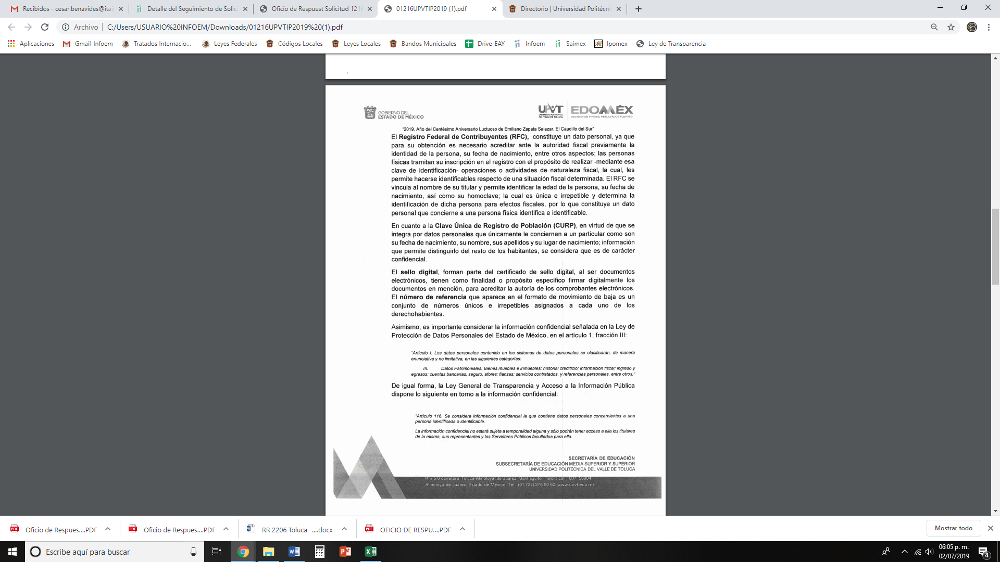 Recibidos - cesar.benavides@itaip
Detalle del Seguimiento de Solici
Oficio de Respuest Solicitud 1216
01216UPVTIP2019 (1).pdf
Directorio | Universidad Politécni
Archivo
C:/Users/USUARIO%20INFOEM/Downloads/01216UPVTIP2019%20(1).pdf
Aplicaciones
Gmail-Infoem
Tratados Internacio...
Leyes Federales
Códigos Locales
Leyes Locales
Bandos Municipales
Drive-EAY
Infoem
Saimex
Ipomex
Ley de Transparencia
GOBIERNO DEL
ESTADO DE MÉXICO
UPVT
UNIVERSIDAD POLITÉCNICA
DEL VALLE DE TOLUCA
EDOMÉX
DECISIONES FIRMES, RESULTADOS FUERTES.
"2019. Año del Centésimo Aniversario Luctuoso de Emiliano Zapata Salazar. El Caudillo del Sur"
El Registro Federal de Contribuyentes (RFC), constituye un dato personal, ya que
para su obtención es necesario acreditar ante la autoridad fiscal previamente la
identidad de la persona, su fecha de nacimiento, entre otros aspectos; las personas
físicas tramitan su inscripción en el registro con el propósito de realizar -mediante esa
clave de identificación- operaciones o actividades de naturaleza fiscal, la cual, les
permite hacerse identificables respecto de una situación fiscal determinada. El RFC se
vincula al nombre de su titular y permite identificar la edad de la persona, su fecha de
nacimiento, así como su homoclave; la cual es única e irrepetible y determina la
identificación de dicha persona para efectos fiscales, por lo que constituye un dato
personal que concierne a una persona física identifica e identificable.
En cuanto a la Clave Única de Registro de Población (CURP), en virtud de que se
integra por datos personales que únicamente le conciernen a un particular como son
su fecha de nacimiento, su nombre, sus apellidos y su lugar de nacimiento; información
que permite distinguirlo del resto de los habitantes, se considera que es de carácter
confidencial.
El sello digital, forman parte del certificado de sello digital, al ser documentos
electrónicos, tienen como finalidad o propósito específico firmar digitalmente los
documentos en mención, para acreditar la autoría de los comprobantes electrónicos.
El número de referencia que aparece en el formato de movimiento de baja es un
conjunto de números únicos e irrepetibles asignados a cada uno de los
derechohabientes.
Asimismo, es importante considerar la información confidencial señalada en la Ley de
Protección de Datos Personales del Estado de México, en el artículo 1, fracción III:
"Artículo I. Los datos personales contenido en los sistemas de datos personales se clasificarán, de manera
enunciativa y no limitativa, en las siguientes categorías:
III. Datos Patrimoniales: Bienes muebles e inmuebles; historial crediticio; información fiscal; ingreso y
egresos; cuentas bancarias; seguro, afores; fianzas; servicios contratados, y referencias personales, entre otros;"
De igual forma, la Ley General de Transparencia y Acceso a la Información Pública
dispone lo siguiente en torno a la información confidencial:
"Artículo 116. Se considera información confidencial la que contiene datos personales concernientes a una
persona identificada o identificable.
La información confidencial no estará sujeta a temporalidad alguna y sólo podrán tener acceso a ella los titulares
de la misma, sus representantes y los Servidores Públicos facultados para ello.
SECRETARÍA DE EDUCACIÓN
SUBSECRETARÍA DE EDUCACIÓN MEDIA SUPERIOR Y SUPERIOR
UNIVERSIDAD POLITÉCNICA DEL VALLE DE TOLUCA
Km 5.6 carretera Toluca-Almoloya de Juárez, Santiaguito Tlalcilalcali, C.P. 50904,
Almoloya de Juárez, Estado de México. Tel. (01 722) 276 60 60 www.upvt.edu.mx
Oficio de Respues....PDF
Oficio de Respues....PDF
RR 2206 Toluca -....docx
OFICIO DE RESPU....PDF
Mostrar todo
Escribe aquí para buscar
06:05 p. m.
02/07/2019
4